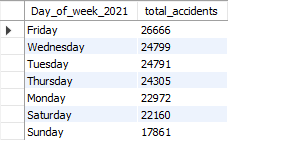 Day_of_week_2021 total_accidents
Friday 26666
Wednesday 24799
Tuesday 24791
Thursday 24305
Monday 22972
Saturday 22160
Sunday 17861